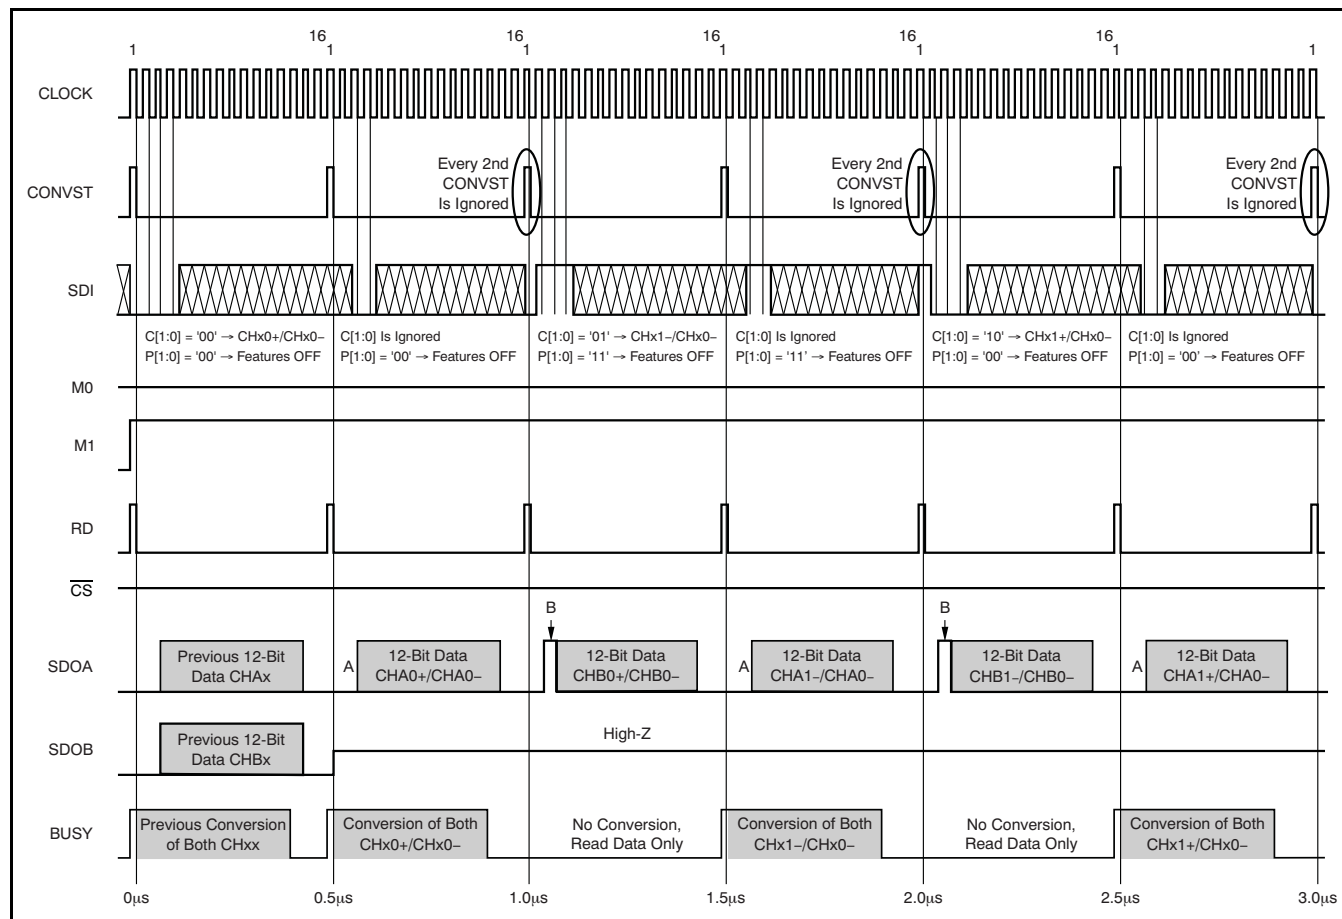 16 16 16 16 16
1 1 1 1 1 1 1
CLOCK
CONVST
Every 2nd
CONVST
Is Ignored
Every 2nd
CONVST
Is Ignored
Every 2nd
CONVST
Is Ignored
SDI
C[1:0] = '00' → CHx0+/CHx0–
P[1:0] = '00' → Features OFF
C[1:0] Is Ignored
P[1:0] = '00' → Features OFF
C[1:0] = '01' → CHx1–/CHx0–
P[1:0] = '11' → Features OFF
C[1:0] Is Ignored
P[1:0] = '11' → Features OFF
C[1:0] = '10' → CHx1+/CHx0–
P[1:0] = '00' → Features OFF
C[1:0] Is Ignored
P[1:0] = '00' → Features OFF
M0
M1
RD
CS
B
B
SDOA
Previous 12-Bit
Data CHAx
A
12-Bit Data
CHA0+/CHA0–
12-Bit Data
CHB0+/CHB0–
A
12-Bit Data
CHA1–/CHA0–
12-Bit Data
CHB1–/CHB0–
A
12-Bit Data
CHA1+/CHA0–
SDOB
Previous 12-Bit
Data CHBx
High-Z
BUSY
Previous Conversion
of Both CHxx
Conversion of Both
CHx0+/CHx0–
No Conversion,
Read Data Only
Conversion of Both
CHx1–/CHx0–
No Conversion,
Read Data Only
Conversion of Both
CHx1+/CHx0–
0µs 0.5µs 1.0µs 1.5µs 2.0µs 2.5µs 3.0µs